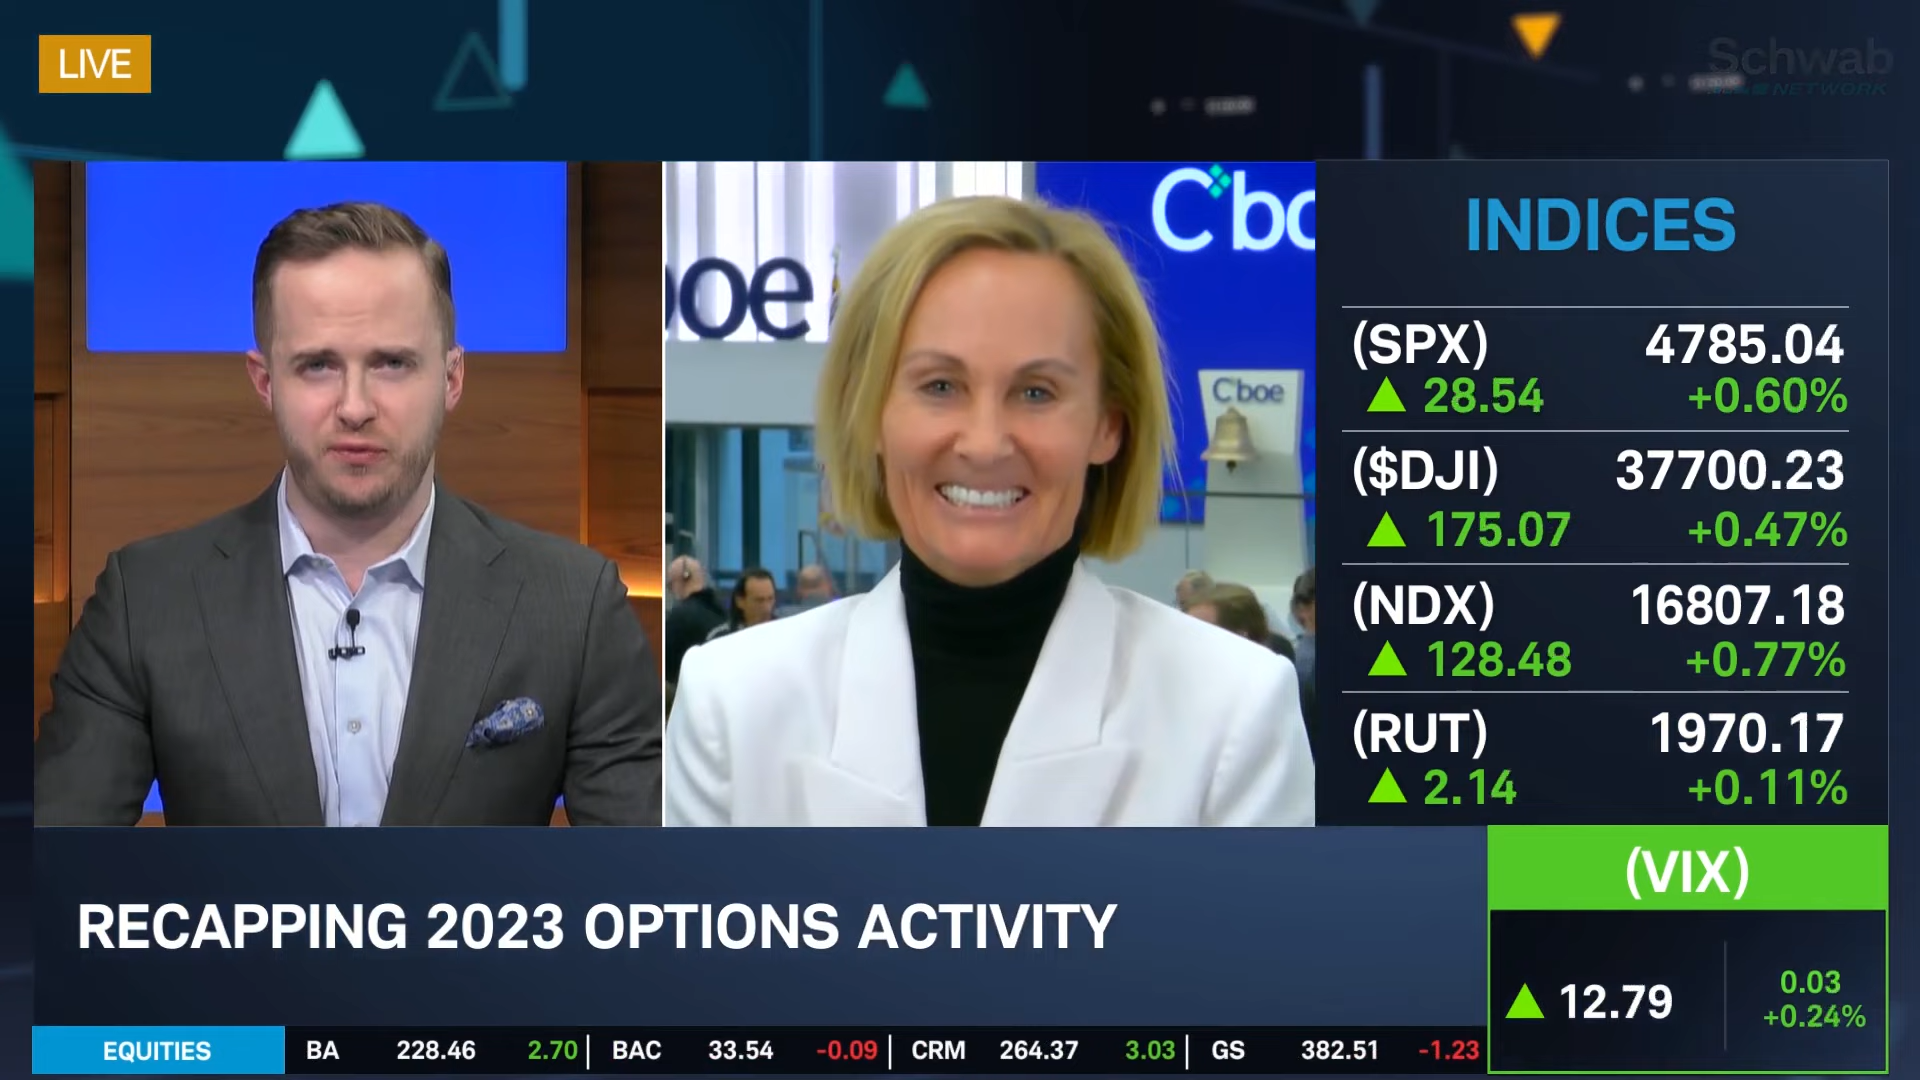 LIVE
Schwab
NETWORK
Cboe
oe
Cboe
INDICES
(SPX) 4785.04
▲ 28.54 +0.60%
($DJI) 37700.23
▲ 175.07 +0.47%
(NDX) 16807.18
▲ 128.48 +0.77%
(RUT) 1970.17
▲ 2.14 +0.11%
RECAPPING 2023 OPTIONS ACTIVITY
(VIX)
▲ 12.79 0.03
+0.24%
EQUITIES BA 228.46 2.70 | BAC 33.54 -0.09 | CRM 264.37 3.03 | GS 382.51 -1.23